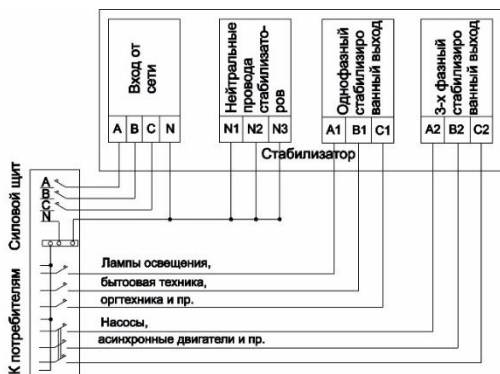 Вход от
сети
A B C N
Нейтральные
провода
стабилизато-
ров
N1 N2 N3
Однофазный
стабилизиро
ванный выход
A1 B1 C1
3-х фазный
стабилизиро
ванный выход
A2 B2 C2
Стабилизатор
Силовой щит
A
B
C
N
К потребителям
Лампы освещения,
бытоовая техника,
оргтехника и пр.
Насосы,
асинхронные двигатели и пр.